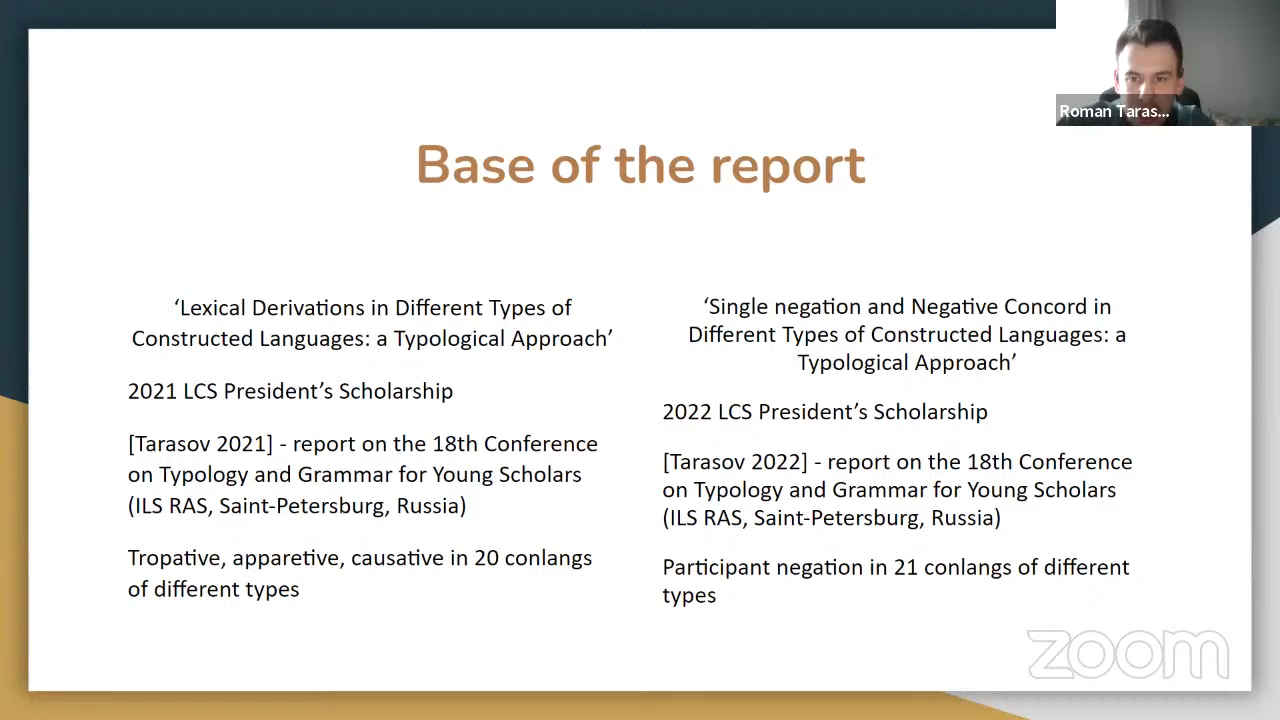 Roman Taras...
Base of the report
‘Lexical Derivations in Different Types of
Constructed Languages: a Typological Approach’
2021 LCS President’s Scholarship
[Tarasov 2021] - report on the 18th Conference
on Typology and Grammar for Young Scholars
(ILS RAS, Saint-Petersburg, Russia)
Tropative, apparetive, causative in 20 conlangs
of different types
‘Single negation and Negative Concord in
Different Types of Constructed Languages: a
Typological Approach’
2022 LCS President’s Scholarship
[Tarasov 2022] - report on the 18th Conference
on Typology and Grammar for Young Scholars
(ILS RAS, Saint-Petersburg, Russia)
Participant negation in 21 conlangs of different
types
zoom